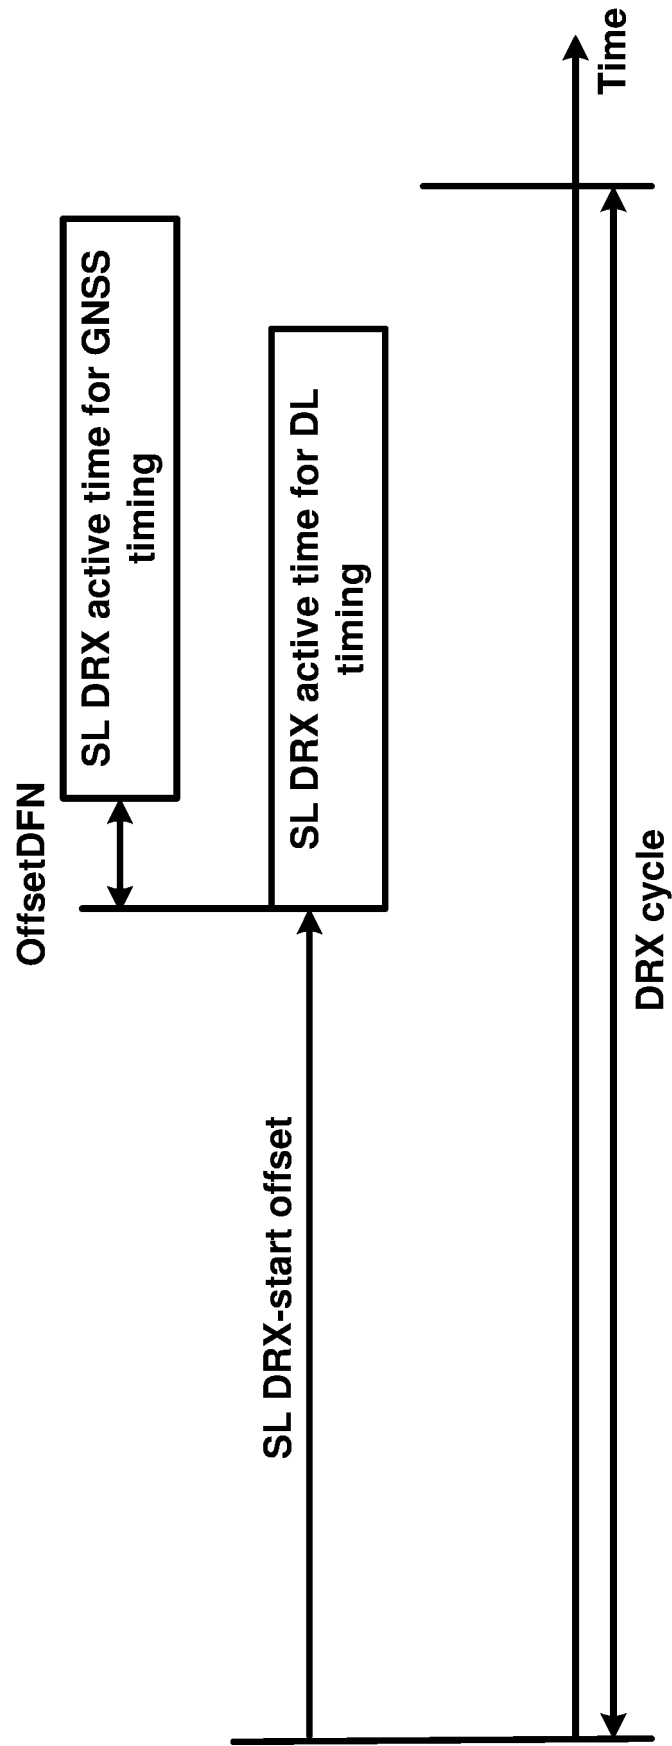 OffsetDFN
SL DRX active time for GNSS
timing
SL DRX-start offset
SL DRX active time for DL
timing
Time
DRX cycle